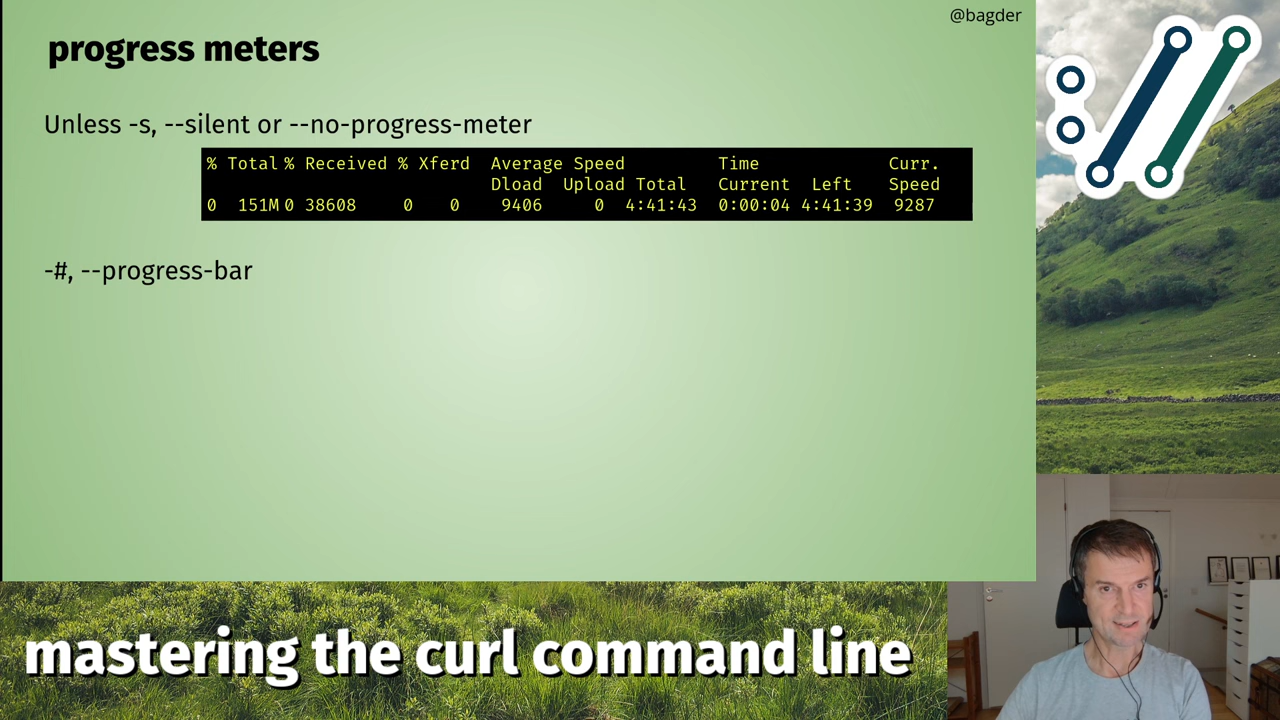 @bagder
progress meters
Unless -s, --silent or --no-progress-meter
% Total % Received % Xferd Average Speed Time Curr.
Dload Upload Total Current Left Speed
0 151M 0 38608 0 0 9406 0 4:41:43 0:00:04 4:41:39 9287
-#, --progress-bar
mastering the curl command line